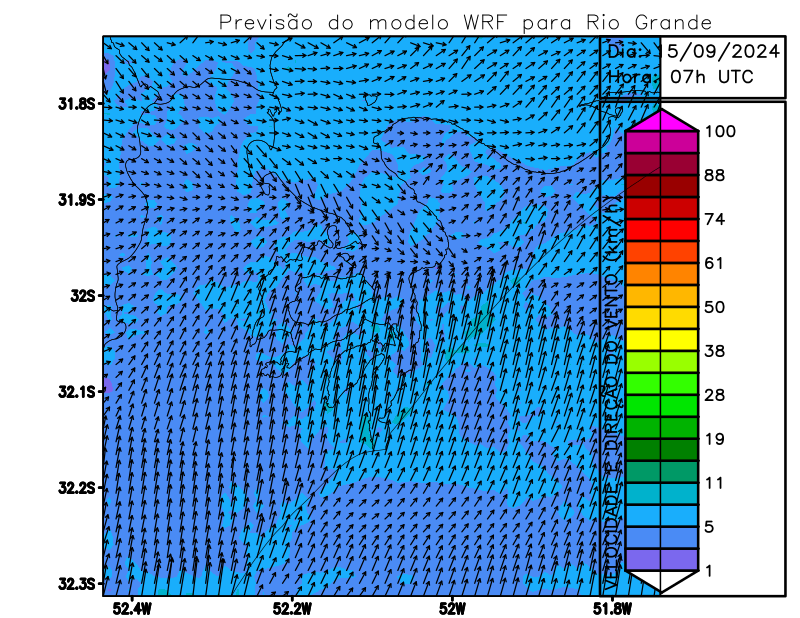 Previsão do modelo WRF para Rio Grande
Dia: 5/09/2024
Hora: 07h UTC
31.8S
31.9S
32S
32.1S
32.2S
32.3S
52.4W
52.2W
52W
51.8W
VELOCIDADE E DIREÇÃO DO VENTO (km/h)
100
88
74
61
50
38
28
19
11
5
1